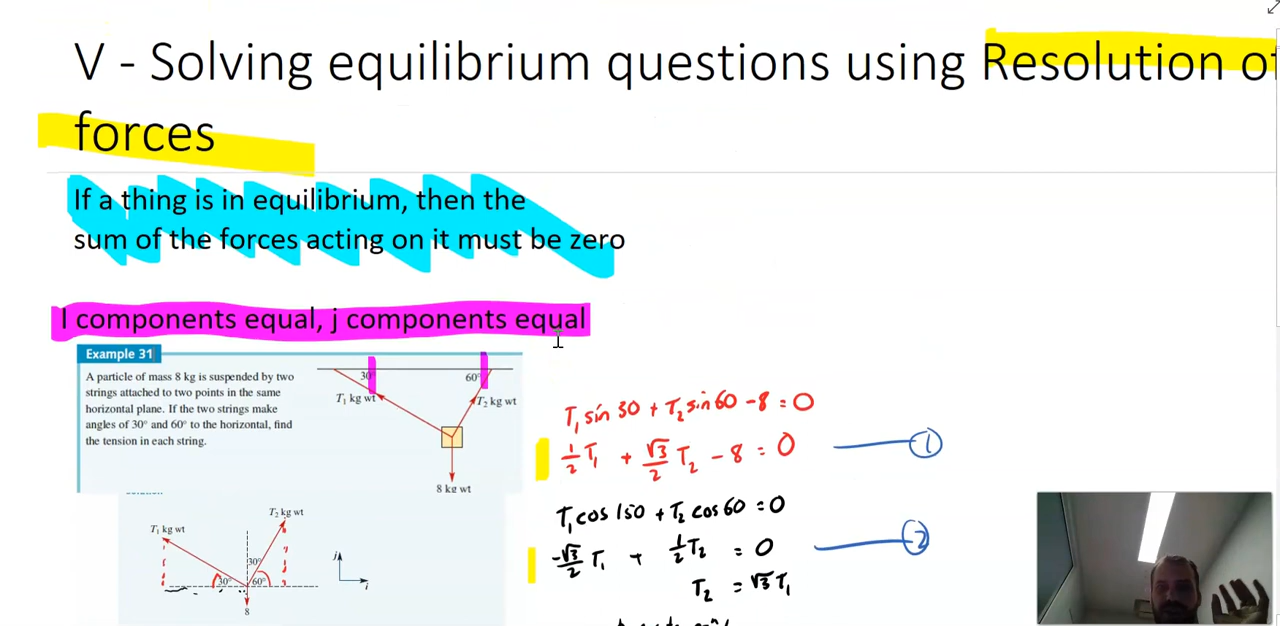 V - Solving equilibrium questions using Resolution of
forces
If a thing is in equilibrium, then the
sum of the forces acting on it must be zero
I components equal, j components equal
Example 31
A particle of mass 8 kg is suspended by two
strings attached to two points in the same
horizontal plane. If the two strings make
angles of 30° and 60° to the horizontal, find
the tension in each string.
30°
60°
T₁ kg wt
T₂ kg wt
8 kg wt
T₁ sin 30 + T₂ sin 60 - 8 = 0
1/2 T₁ + √3/2 T₂ - 8 = 0 ①
T₁ cos 150 + T₂ cos 60 = 0
-√3/2 T₁ + 1/2 T₂ = 0 ②
T₂ = √3 T₁
T₁ kg wt
T₂ kg wt
30°
30°
60°
8
j
i